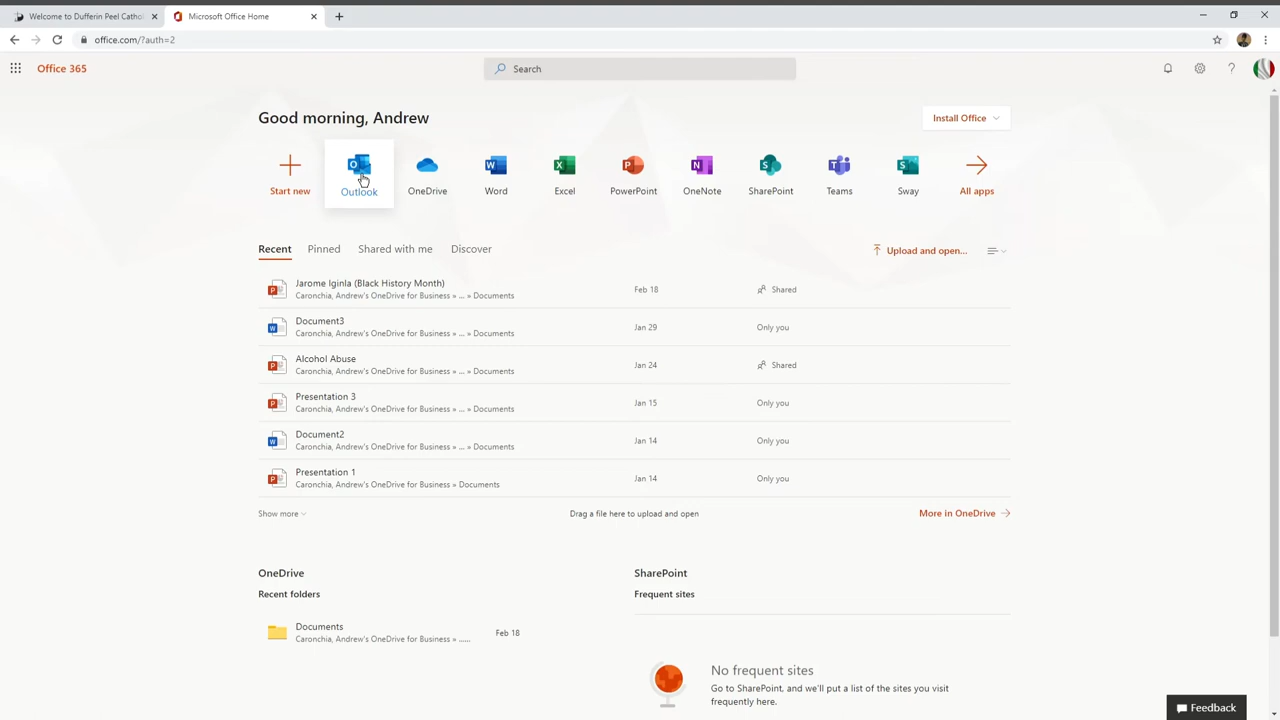 Welcome to Dufferin Peel Cathol
Microsoft Office Home
office.com/?auth=2
Office 365
Search
Good morning, Andrew
Install Office
Start new
Outlook
OneDrive
Word
Excel
PowerPoint
OneNote
SharePoint
Teams
Sway
All apps
Recent Pinned Shared with me Discover
Upload and open...
Jarome Iginla (Black History Month)
Caronchia, Andrew's OneDrive for Business » ... » Documents
Feb 18
Shared
Document3
Caronchia, Andrew's OneDrive for Business » ... » Documents
Jan 29
Only you
Alcohol Abuse
Caronchia, Andrew's OneDrive for Business » ... » Documents
Jan 24
Shared
Presentation 3
Caronchia, Andrew's OneDrive for Business » ... » Documents
Jan 15
Only you
Document2
Caronchia, Andrew's OneDrive for Business » ... » Documents
Jan 14
Only you
Presentation 1
Caronchia, Andrew's OneDrive for Business » Documents
Jan 14
Only you
Show more
Drag a file here to upload and open
More in OneDrive
OneDrive
Recent folders
Documents
Caronchia, Andrew's OneDrive for Business » ......
Feb 18
SharePoint
Frequent sites
No frequent sites
Go to SharePoint, and we'll put a list of the sites you visit
frequently here.
Feedback